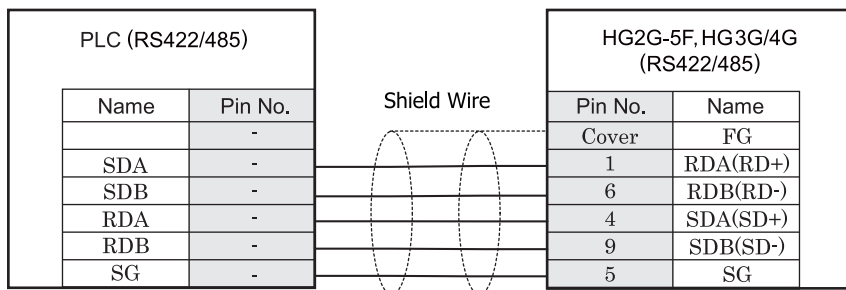 PLC (RS422/485)
HG2G-5F, HG3G/4G
(RS422/485)
Shield Wire
Name Pin No.
-
SDA -
SDB -
RDA -
RDB -
SG -
Pin No. Name
Cover FG
1 RDA(RD+)
6 RDB(RD-)
4 SDA(SD+)
9 SDB(SD-)
5 SG